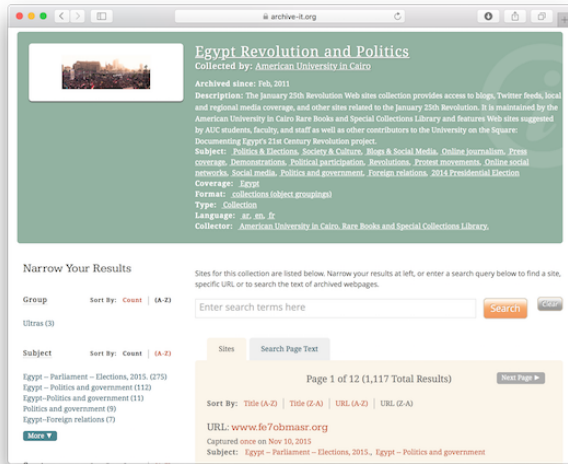 archive-it.org
Egypt Revolution and Politics
Collected by: American University in Cairo
Archived since: Feb, 2011
Description: The January 25th Revolution Web sites collection provides access to blogs, Twitter feeds, local
and regional media coverage, and other sites related to the January 25th Revolution. It is maintained by the
American University in Cairo Rare Books and Special Collections Library and features Web sites suggested
by AUC students, faculty, and staff as well as other contributors to the University on the Square:
Documenting Egypt's 21st Century Revolution project.
Subject: Politics & Elections, Society & Culture, Blogs & Social Media, Online journalism, Press
coverage, Demonstrations, Political participation, Revolutions, Protest movements, Online social
networks, Social media, Politics and government, Foreign relations, 2014 Presidential Election
Coverage: Egypt
Format: collections (object groupings)
Type: Collection
Language: ar, en, fr
Collector: American University in Cairo. Rare Books and Special Collections Library.
Narrow Your Results
Sites for this collection are listed below. Narrow your results at left, or enter a search query below to find a site,
specific URL or to search the text of archived webpages.
Group Sort By: Count | (A-Z)
Enter search terms here
Search
Clear
Ultras (3)
Sites
Search Page Text
Subject Sort By: Count | (A-Z)
Egypt – Parliament – Elections, 2015. (275)
Egypt – Politics and government (112)
Egypt–Politics and government (11)
Politics and government (9)
Egypt–Foreign relations (7)
More
Page 1 of 12 (1,117 Total Results)
Next Page
Sort By: Title (A-Z) | Title (Z-A) | URL (A-Z) | URL (Z-A)
URL: www.fe7obmasr.org
Captured once on Nov 10, 2015
Subject: Egypt – Parliament – Elections, 2015., Egypt – Politics and government